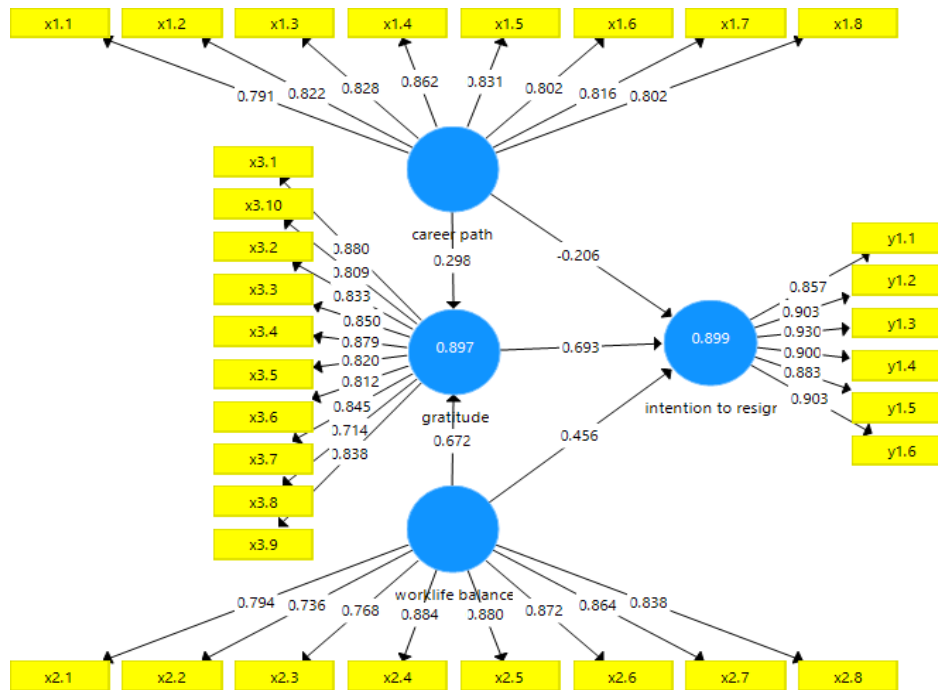 x1.1 x1.2 x1.3 x1.4 x1.5 x1.6 x1.7 x1.8
0.791 0.822 0.828 0.862 0.831 0.802 0.816 0.802
career path
0.298
-0.206
x3.1
x3.10
x3.2
x3.3
x3.4
x3.5
x3.6
x3.7
x3.8
x3.9
0.880
0.809
0.833
0.850
0.879
0.820
0.812
0.845
0.714
0.838
0.897
gratitude
0.693
0.672
0.456
0.899
intention to resigr
0.857
0.903
0.930
0.900
0.883
0.903
y1.1
y1.2
y1.3
y1.4
y1.5
y1.6
worklife balance
0.794 0.736 0.768 0.884 0.880 0.872 0.864 0.838
x2.1 x2.2 x2.3 x2.4 x2.5 x2.6 x2.7 x2.8